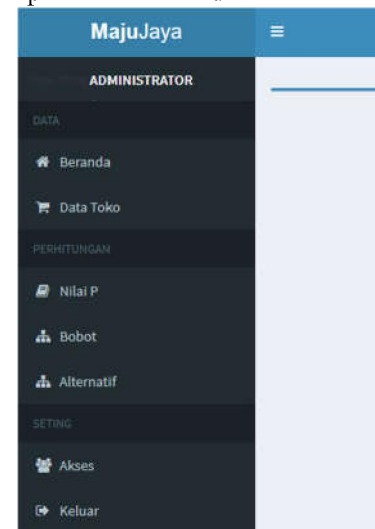 MajuJaya
ADMINISTRATOR
DATA
Beranda
Data Toko
PERHITUNGAN
Nilai P
Bobot
Alternatif
SETING
Akses
Keluar